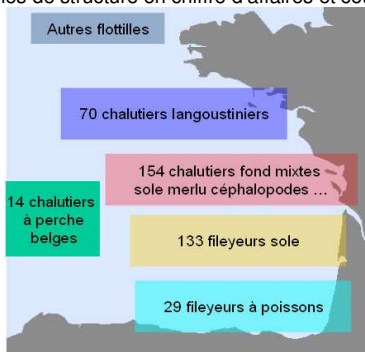 Autres flottilles
70 chalutiers langoustiniers
154 chalutiers fond mixtes
sole merlu céphalopodes ...
14 chalutiers
à perche
belges
133 fileyeurs sole
29 fileyeurs à poissons